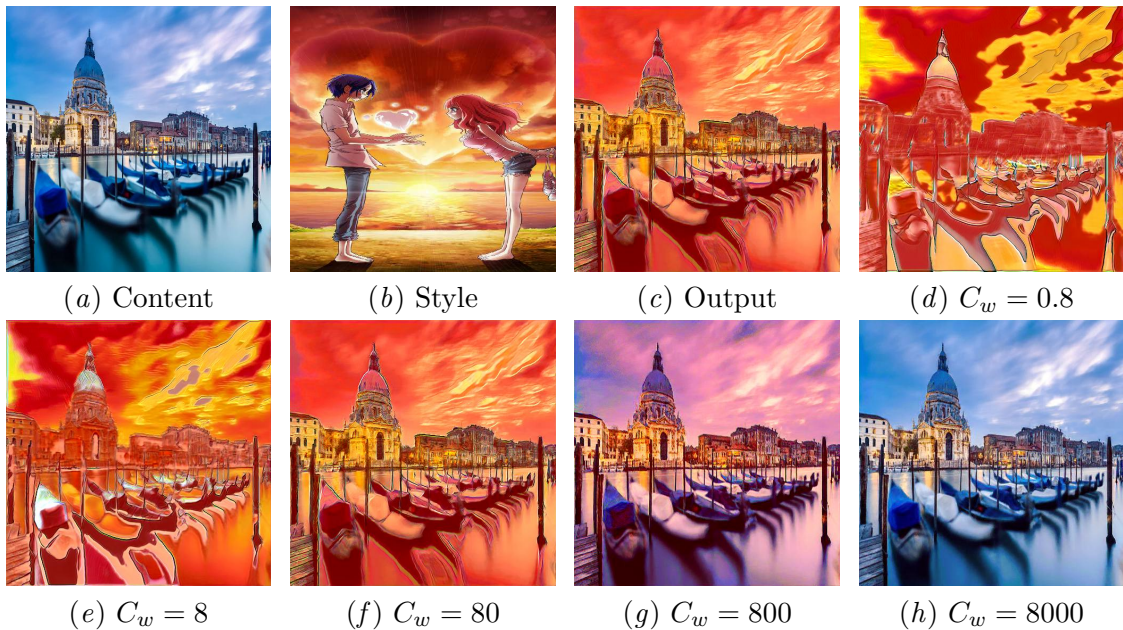 (a) Content
(b) Style
(c) Output
(d) C_w = 0.8
(e) C_w = 8
(f) C_w = 80
(g) C_w = 800
(h) C_w = 8000